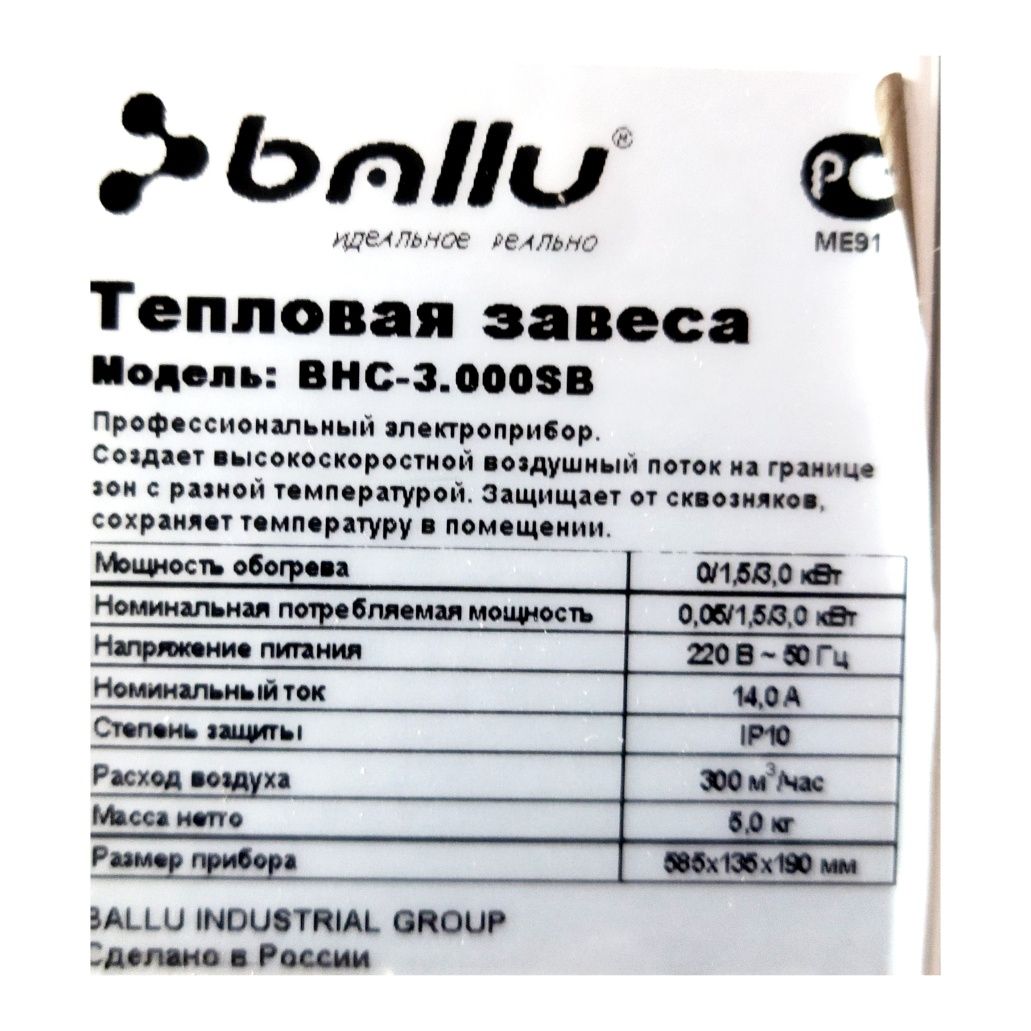 ballu®
идеальное реально
РС
МЕ91
Тепловая завеса
Модель: BHC-3.000SB
Профессиональный электроприбор.
Создает высокоскоростной воздушный поток на границе
зон с разной температурой. Защищает от сквозняков,
сохраняет температуру в помещении.
Мощность обогрева 0/1,5/3,0 кВт
Номинальная потребляемая мощность 0,05/1,5/3,0 кВт
Напряжение питания 220 В ~ 50 Гц
Номинальный ток 14,0 А
Степень защиты IP10
Расход воздуха 300 м³/час
Масса нетто 5,0 кг
Размер прибора 585x135x190 мм
BALLU INDUSTRIAL GROUP
Сделано в России